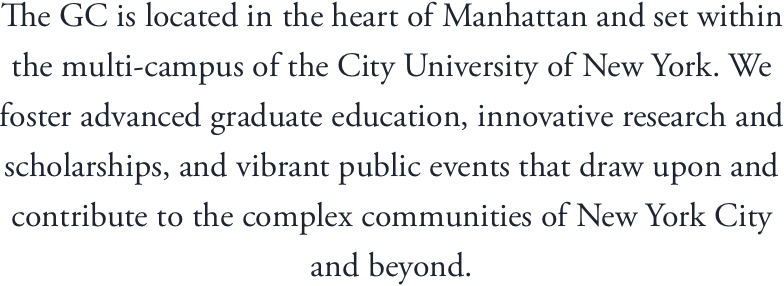 The GC is located in the heart of Manhattan and set within
the multi-campus of the City University of New York. We
foster advanced graduate education, innovative research and
scholarships, and vibrant public events that draw upon and
contribute to the complex communities of New York City
and beyond.